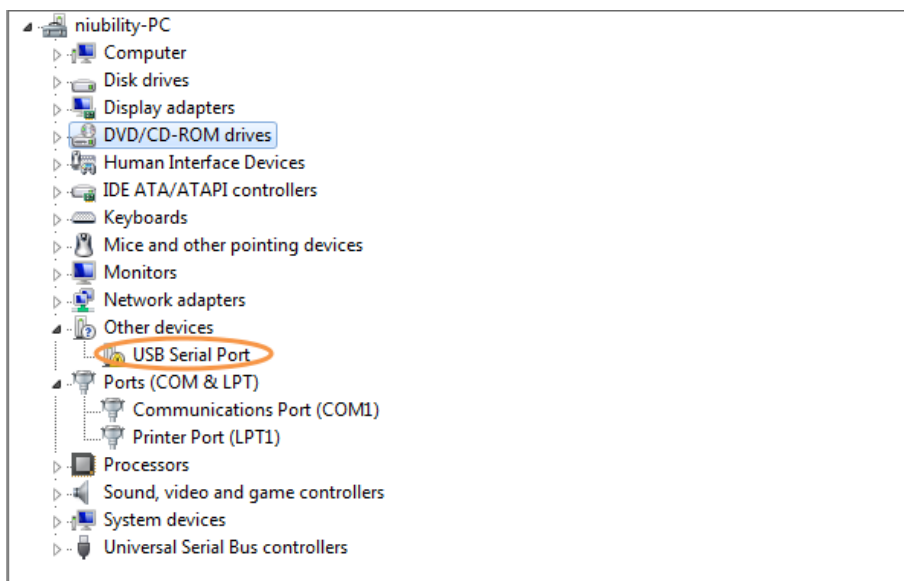 niubility-PC
Computer
Disk drives
Display adapters
DVD/CD-ROM drives
Human Interface Devices
IDE ATA/ATAPI controllers
Keyboards
Mice and other pointing devices
Monitors
Network adapters
Other devices
USB Serial Port
Ports (COM & LPT)
Communications Port (COM1)
Printer Port (LPT1)
Processors
Sound, video and game controllers
System devices
Universal Serial Bus controllers